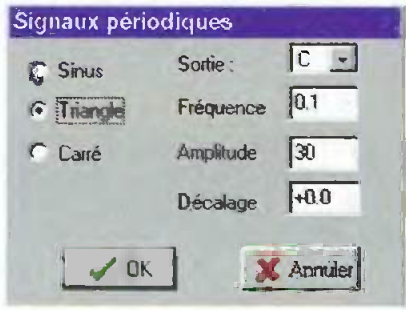 Signaux périodiques
Sinus
Sortie : C
Triangle
Fréquence 0.1
Carré
Amplitude 30
Décalage +0.0
OK
Annuler